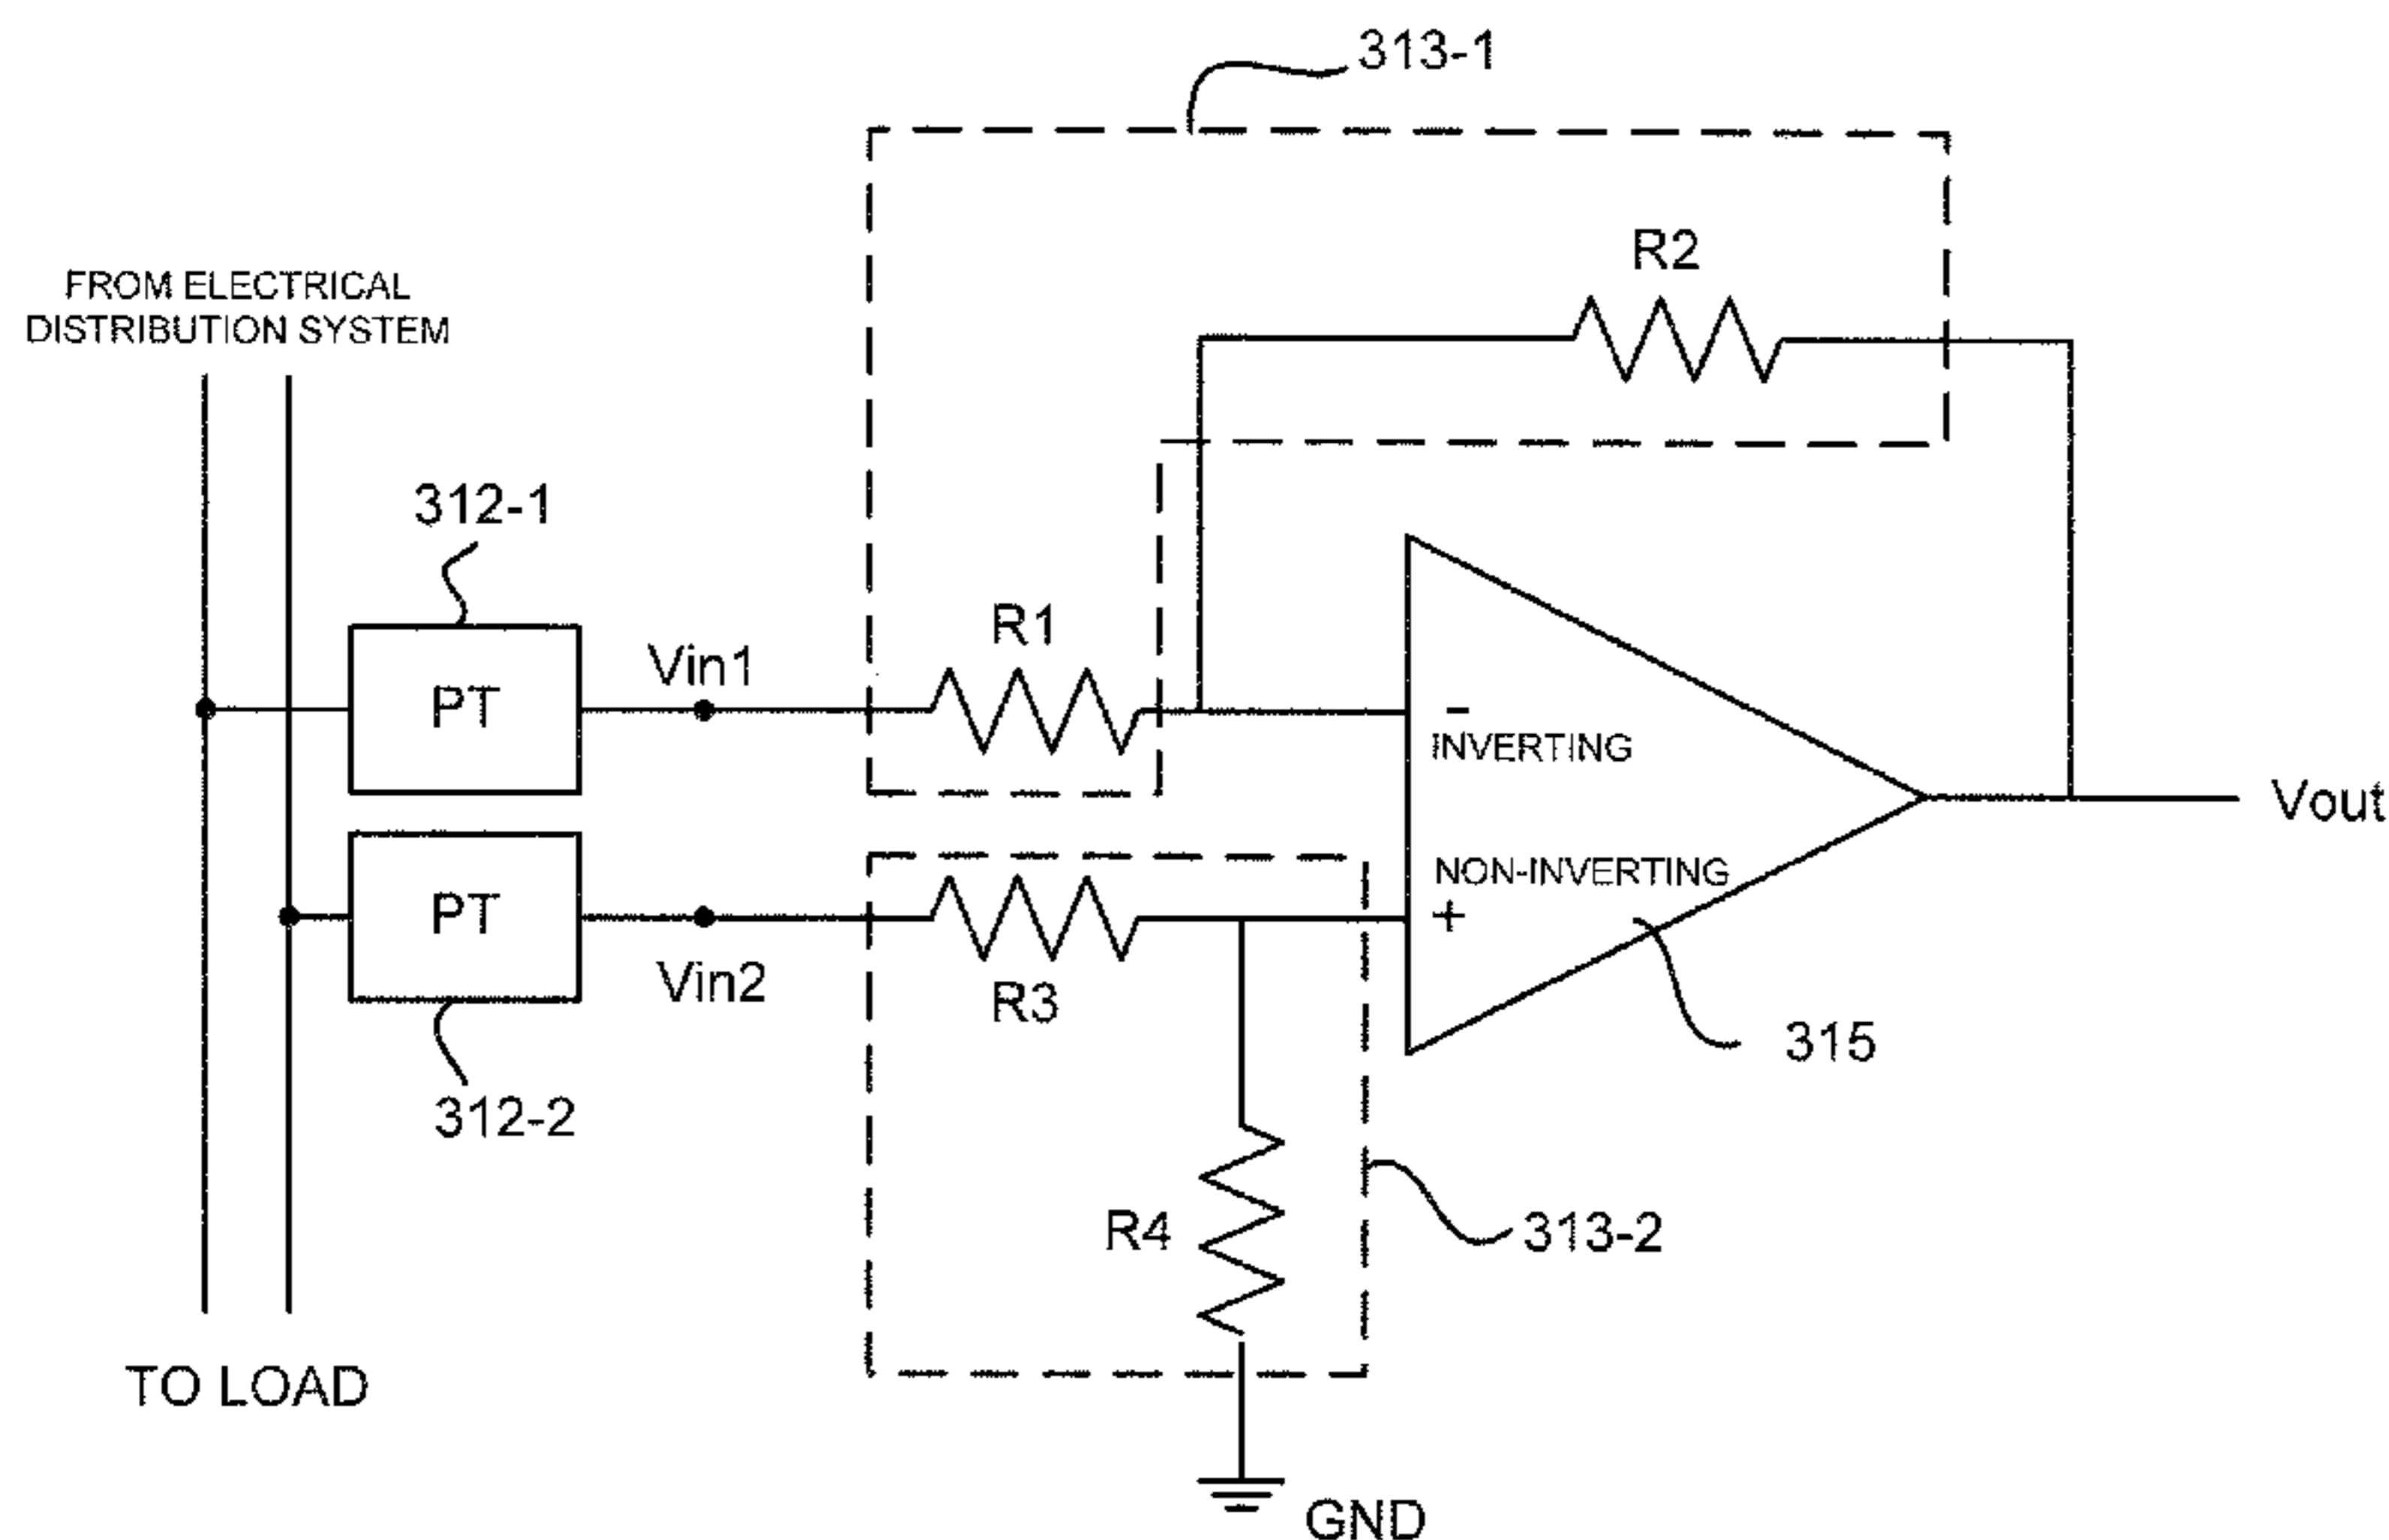 313-1
R2
FROM ELECTRICAL
DISTRIBUTION SYSTEM
312-1
R1
Vin1
PT
-
INVERTING
Vout
PT
NON-INVERTING
+
Vin2
R3
315
312-2
R4
313-2
TO LOAD
GND